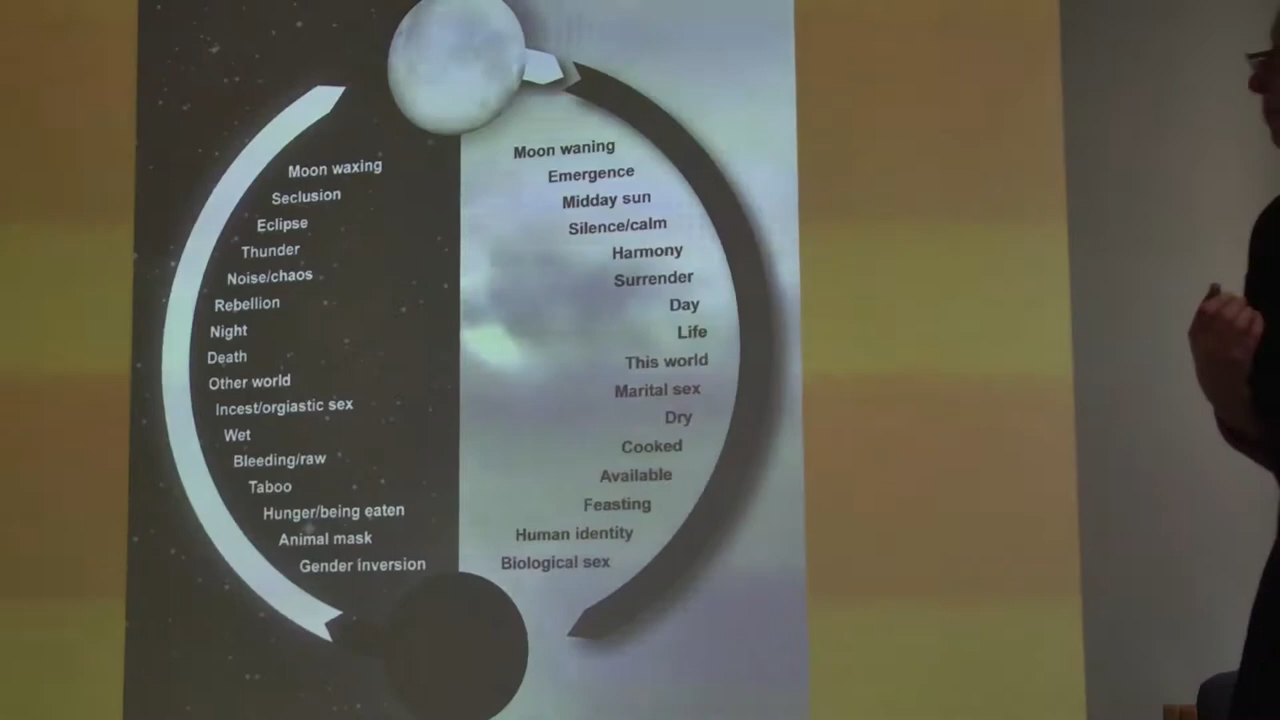 Moon waxing
Seclusion
Eclipse
Thunder
Noise/chaos
Rebellion
Night
Death
Other world
Incest/orgiastic sex
Wet
Bleeding/raw
Taboo
Hunger/being eaten
Animal mask
Gender inversion
Moon waning
Emergence
Midday sun
Silence/calm
Harmony
Surrender
Day
Life
This world
Marital sex
Dry
Cooked
Available
Feasting
Human identity
Biological sex